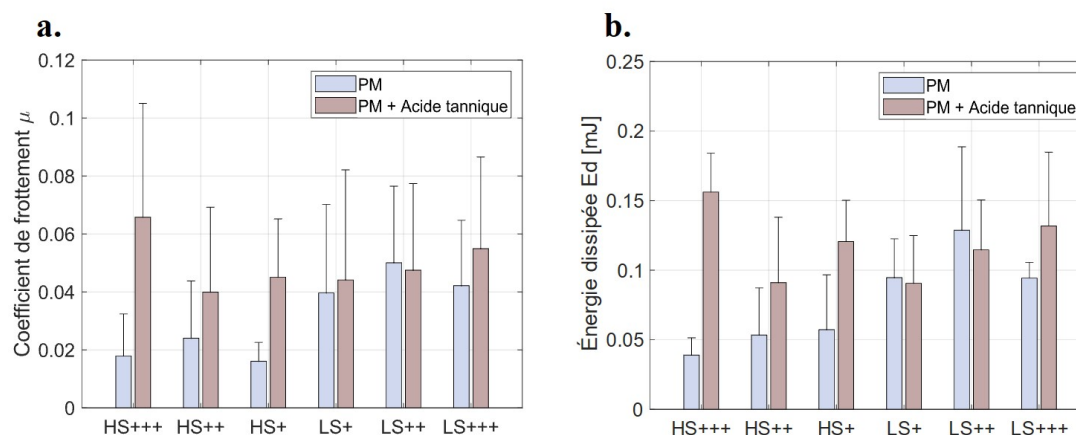 a.
Coefficient de frottement μ
0.12
0.1
0.08
0.06
0.04
0.02
0
PM
PM + Acide tannique
HS+++ HS++ HS+ LS+ LS++ LS+++
b.
Énergie dissipée Ed [mJ]
0.25
0.2
0.15
0.1
0.05
0
PM
PM + Acide tannique
HS+++ HS++ HS+ LS+ LS++ LS+++